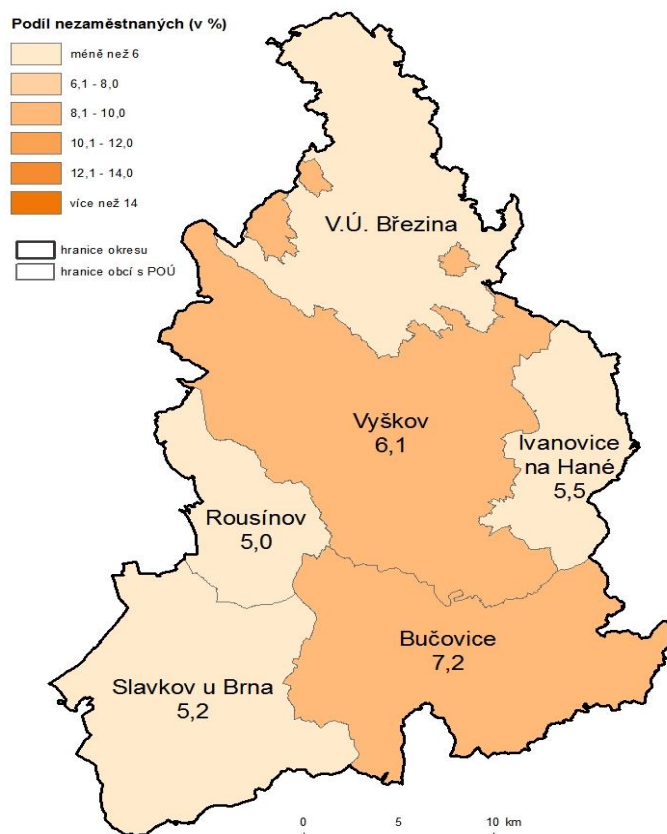 Podíl nezaměstnaných (v %)
méně než 6
6,1 - 8,0
8,1 - 10,0
10,1 - 12,0
12,1 - 14,0
více než 14
hranice okresu
hranice obcí s POÚ
V.Ú. Březina
Vyškov
6,1
Ivanovice
na Hané
5,5
Rousínov
5,0
Bučovice
7,2
Slavkov u Brna
5,2
0 5 10 km